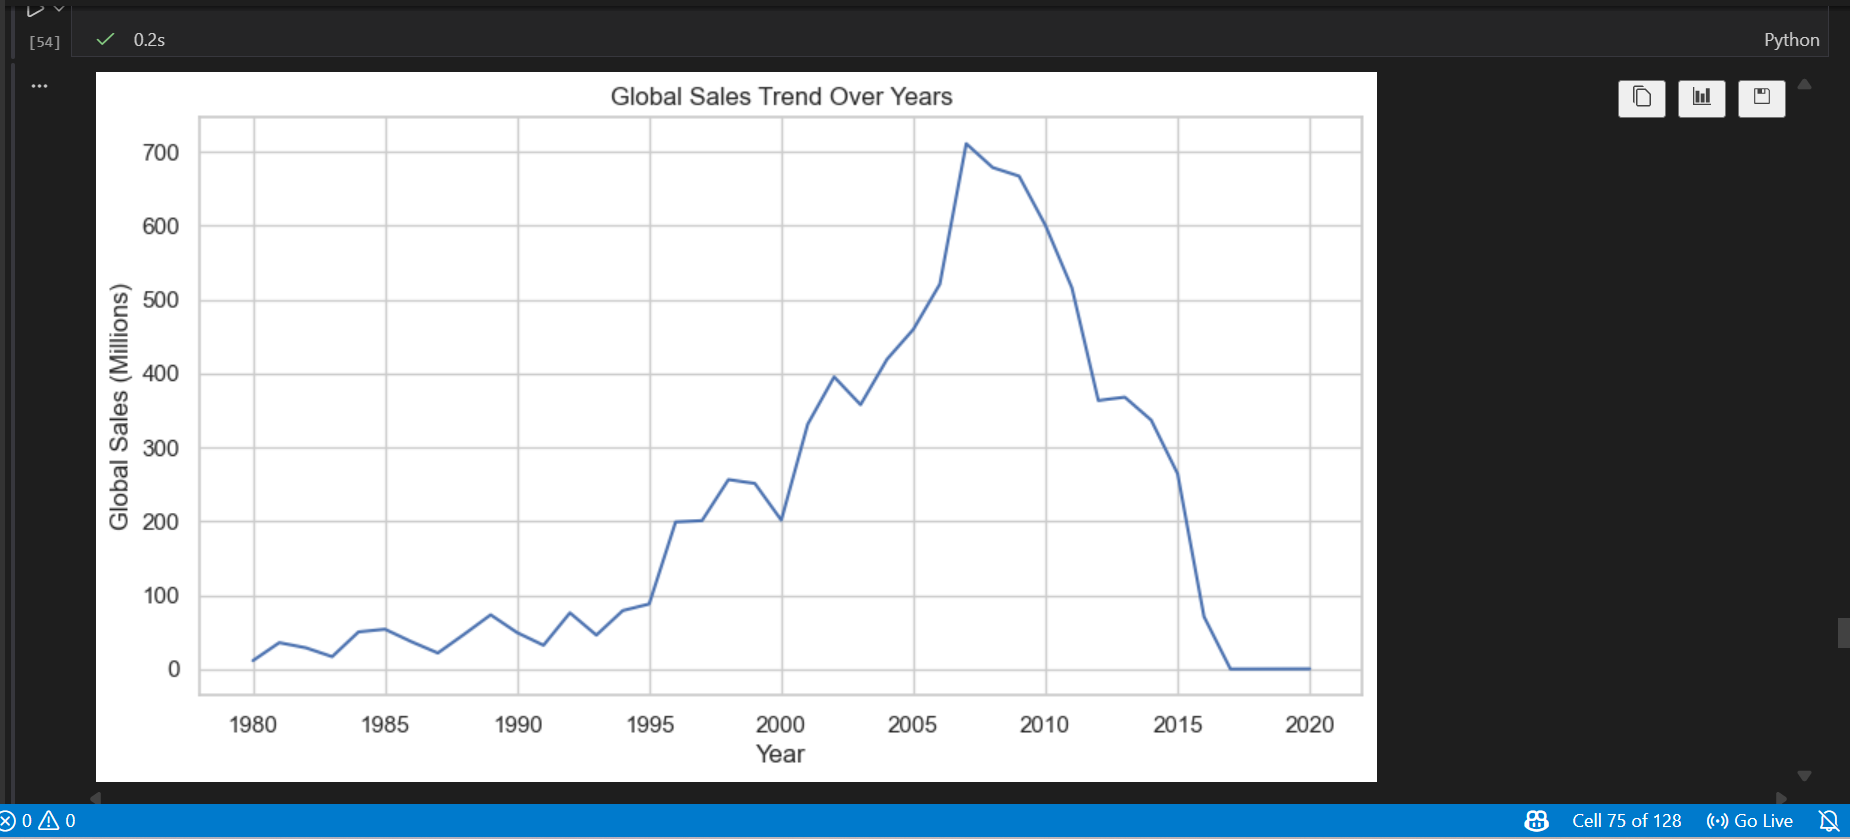 [54]
0.2s
Python
...
Global Sales Trend Over Years
700
600
500
400
300
200
100
0
Global Sales (Millions)
1980 1985 1990 1995 2000 2005 2010 2015 2020
Year
0 0
Cell 75 of 128
Go Live